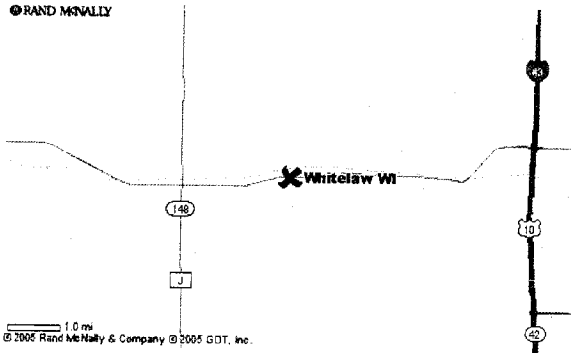 RAND McNALLY
43
Whitelaw WI
148
10
J
1.0 mi
42
© 2005 Rand McNally & Company © 2005 GDT, Inc.